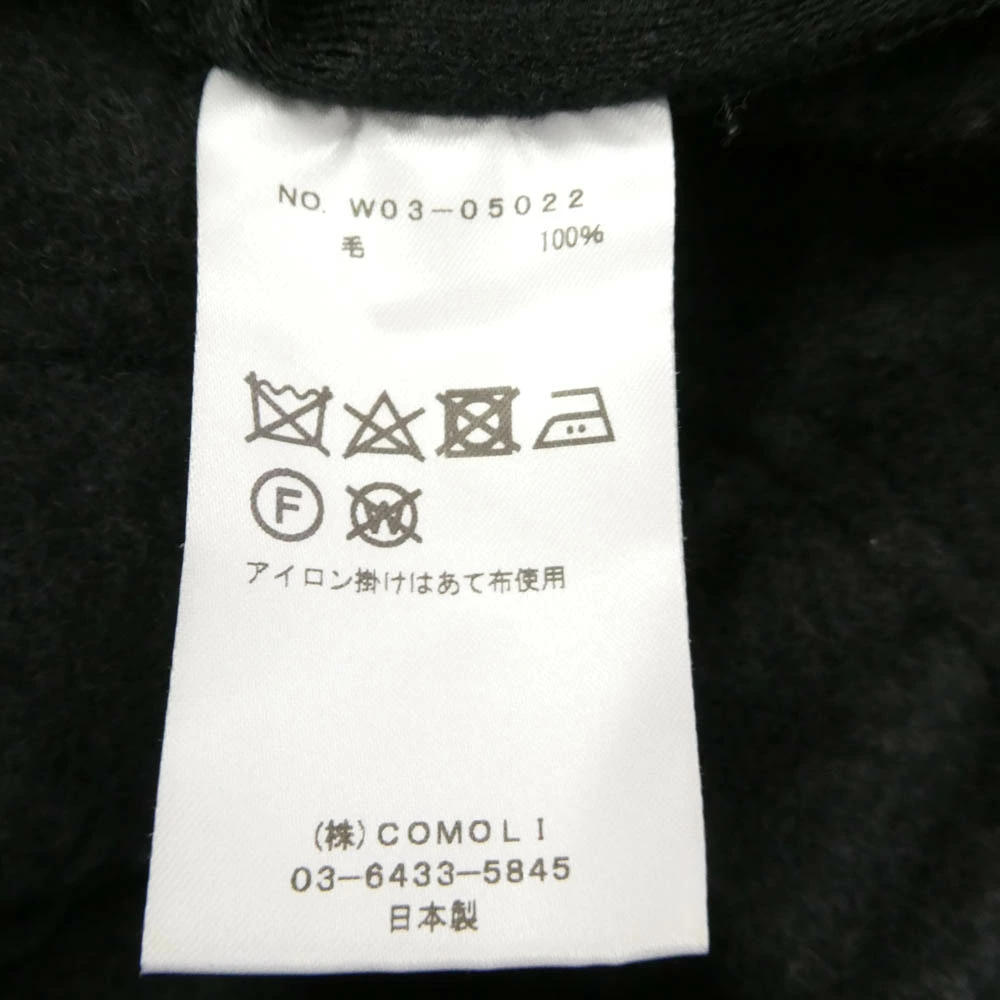 NO. W03-05022
毛 100%
F W
アイロン掛けはあて布使用
(株)COMOLI
03-6433-5845
日本製